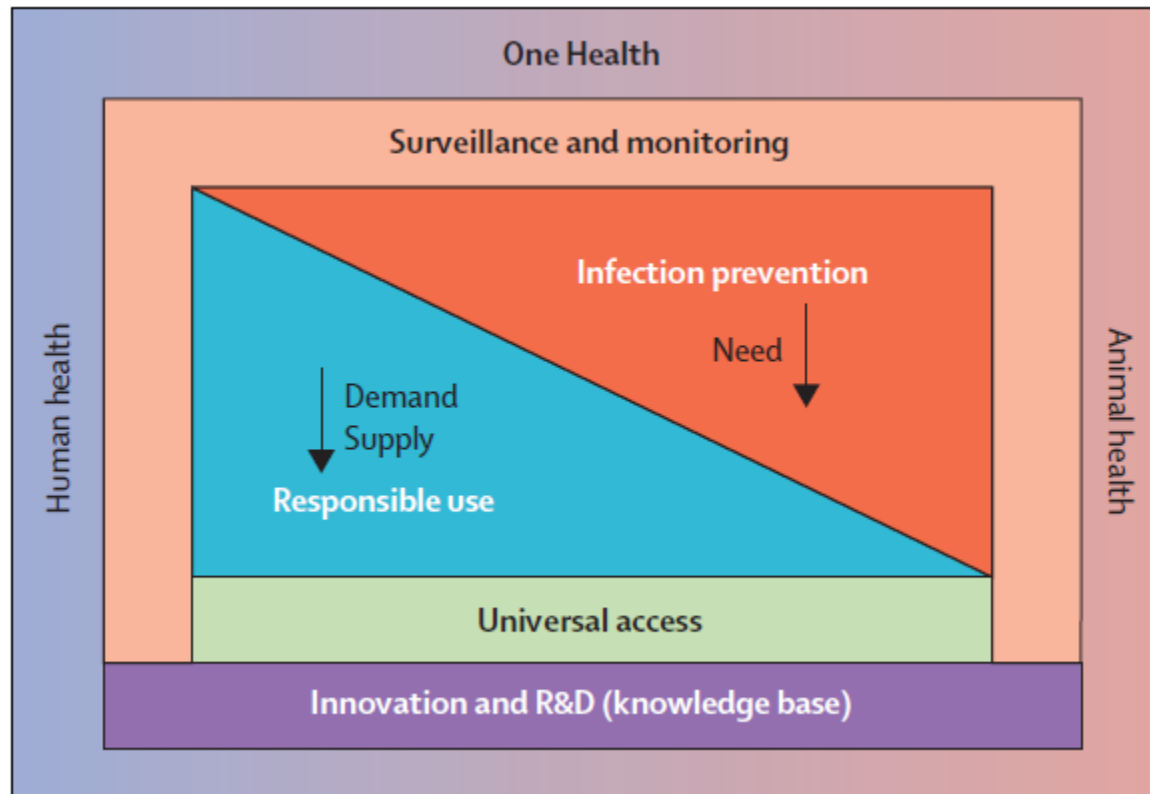 One Health
Surveillance and monitoring
Infection prevention
Need
Demand
Supply
Responsible use
Human health
Animal health
Universal access
Innovation and R&D (knowledge base)